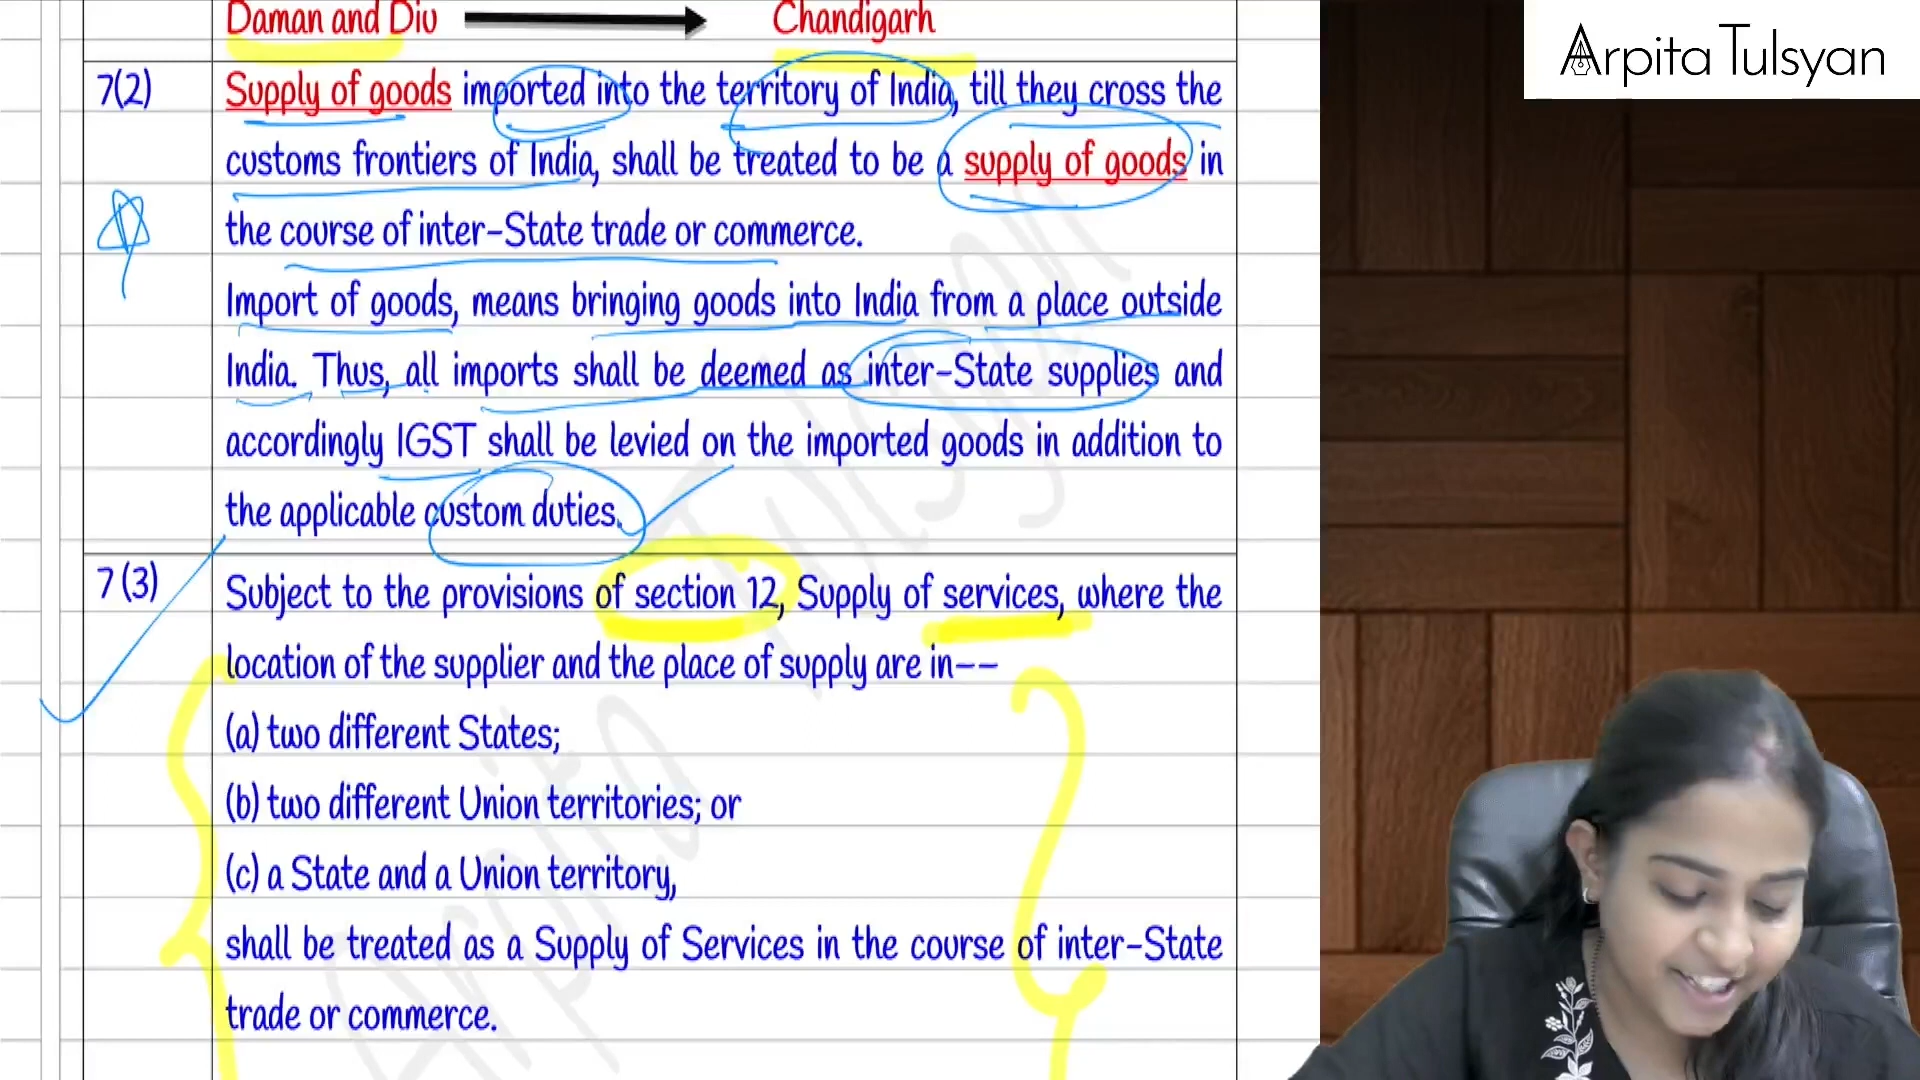 Daman and Diu Chandigarh
Arpita Tulsyan
7(2) Supply of goods imported into the territory of India, till they cross the
customs frontiers of India, shall be treated to be a supply of goods in
the course of inter-State trade or commerce.
Import of goods, means bringing goods into India from a place outside
India. Thus, all imports shall be deemed as inter-State supplies and
accordingly IGST shall be levied on the imported goods in addition to
the applicable custom duties.
7 (3) Subject to the provisions of section 12, Supply of services, where the
location of the supplier and the place of supply are in--
(a) two different States;
(b) two different Union territories; or
(c) a State and a Union territory,
shall be treated as a Supply of Services in the course of inter-State
trade or commerce.
Arpita Tulsyan